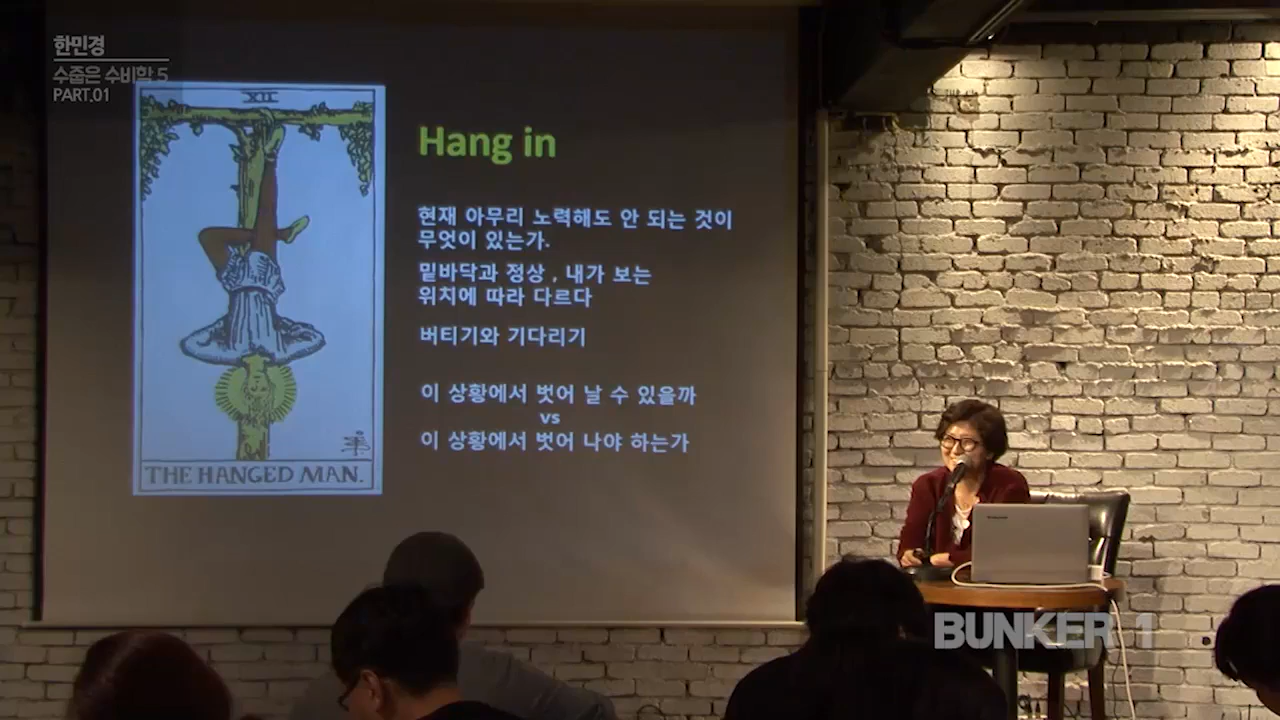 한민경
수줍은 수비학 5
PART.01
XII
THE HANGED MAN.
Hang in
현재 아무리 노력해도 안 되는 것이
무엇이 있는가.
밑바닥과 정상 , 내가 보는
위치에 따라 다르다
버티기와 기다리기
이 상황에서 벗어 날 수 있을까
vs
이 상황에서 벗어 나야 하는가
BUNKER 1